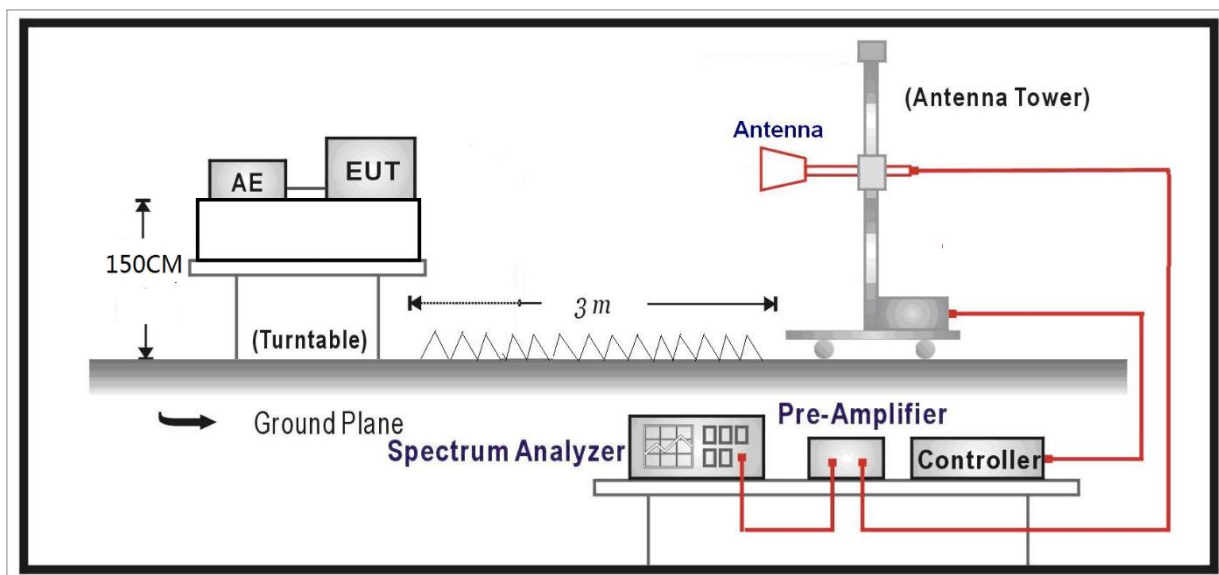 (Antenna Tower)
Antenna
EUT
AE
150CM
3 m
(Turntable)
Ground Plane
Pre-Amplifier
Spectrum Analyzer
Controller